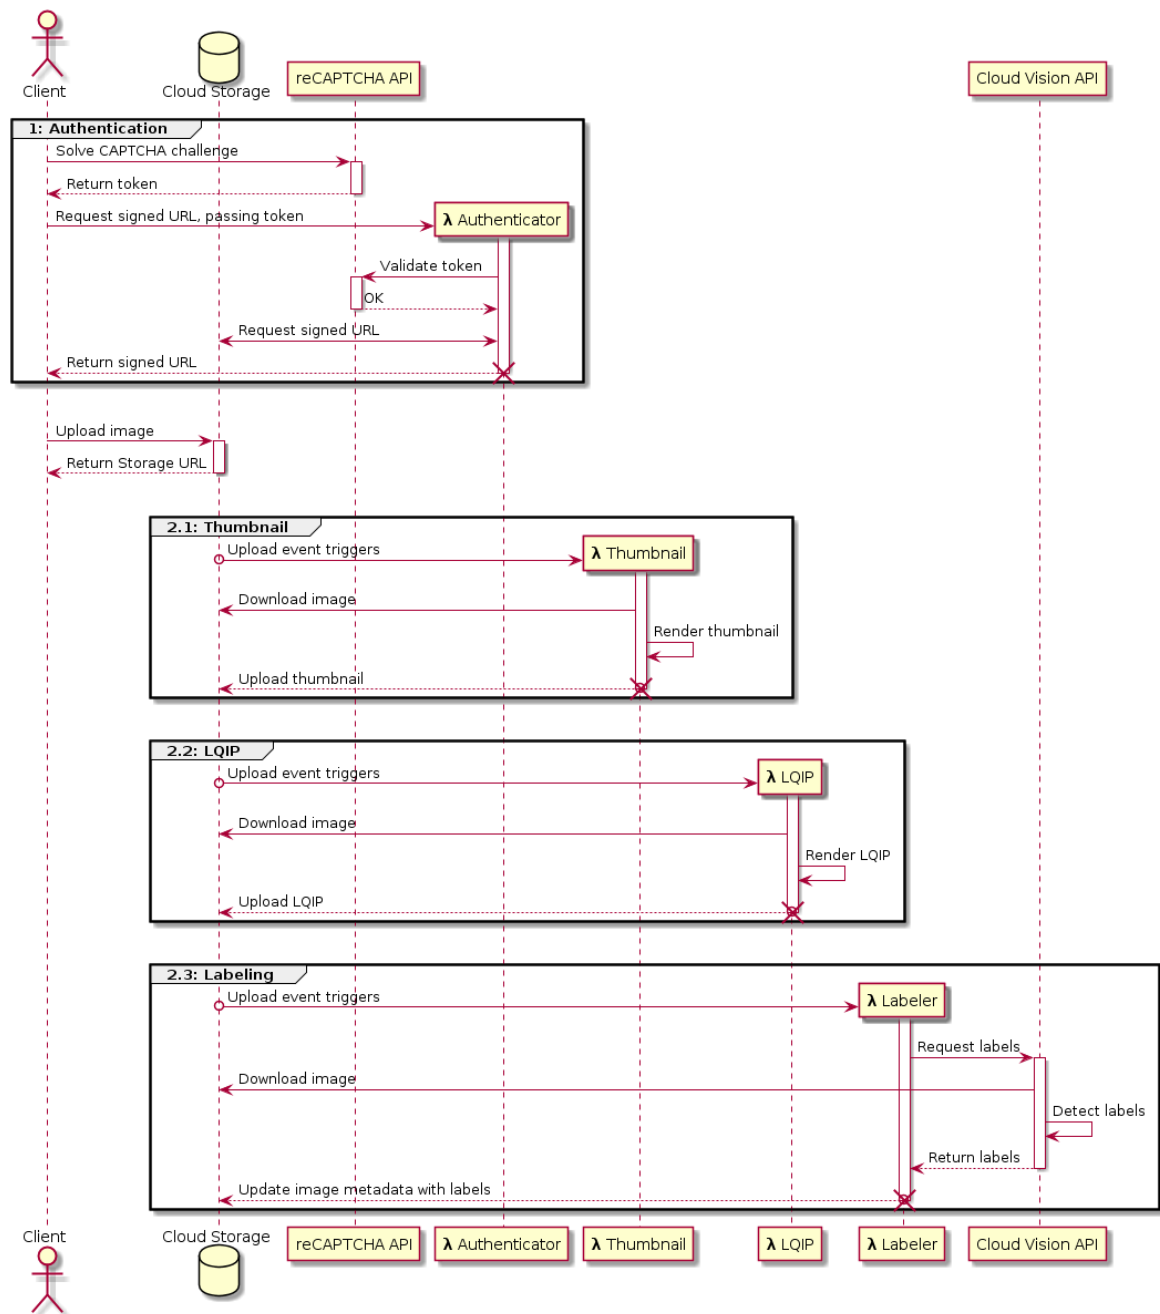 Client
Cloud Storage
reCAPTCHA API
Cloud Vision API
1: Authentication
Solve CAPTCHA challenge
Return token
Request signed URL, passing token
λ Authenticator
Validate token
OK
Request signed URL
Return signed URL
Upload image
Return Storage URL
2.1: Thumbnail
Upload event triggers
λ Thumbnail
Download image
Render thumbnail
Upload thumbnail
2.2: LQIP
Upload event triggers
λ LQIP
Download image
Render LQIP
Upload LQIP
2.3: Labeling
Upload event triggers
λ Labeler
Request labels
Download image
Detect labels
Return labels
Update image metadata with labels
Client
Cloud Storage
reCAPTCHA API
λ Authenticator
λ Thumbnail
λ LQIP
λ Labeler
Cloud Vision API